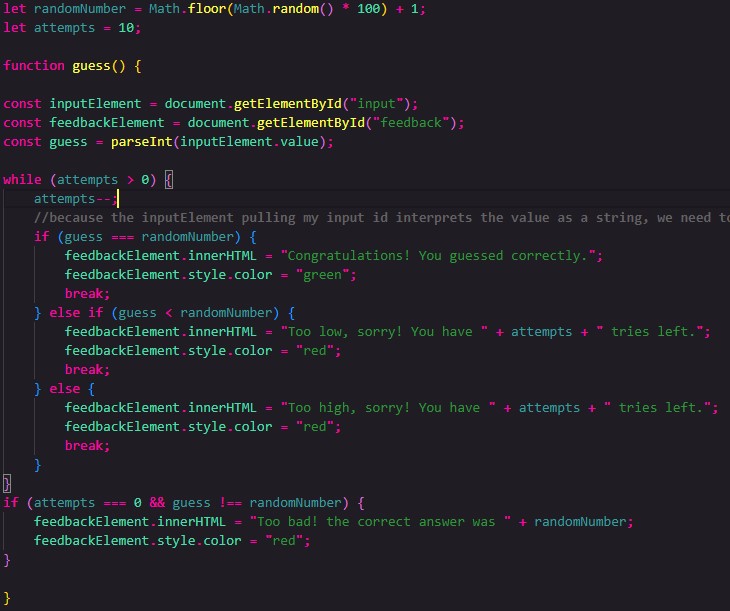 let randomNumber = Math.floor(Math.random() * 100) + 1;
let attempts = 10;
function guess() {
const inputElement = document.getElementById("input");
const feedbackElement = document.getElementById("feedback");
const guess = parseInt(inputElement.value);
while (attempts > 0) {
attempts--;
//because the inputElement pulling my input id interprets the value as a string, we need
if (guess === randomNumber) {
feedbackElement.innerHTML = "Congratulations! You guessed correctly.";
feedbackElement.style.color = "green";
break;
} else if (guess < randomNumber) {
feedbackElement.innerHTML = "Too low, sorry! You have " + attempts + " tries left.";
feedbackElement.style.color = "red";
break;
} else {
feedbackElement.innerHTML = "Too high, sorry! You have " + attempts + " tries left.";
feedbackElement.style.color = "red";
break;
}
}
if (attempts === 0 && guess !== randomNumber) {
feedbackElement.innerHTML = "Too bad! the correct answer was " + randomNumber;
feedbackElement.style.color = "red";
}
}